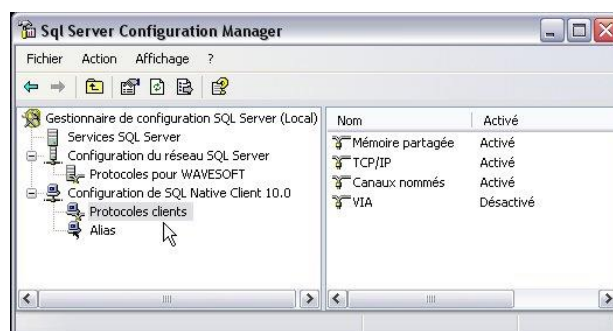 Sql Server Configuration Manager
Fichier Action Affichage ?
Gestionnaire de configuration SQL Server (Local)
Services SQL Server
Configuration du réseau SQL Server
Protocoles pour WAVESOFT
Configuration de SQL Native Client 10.0
Protocoles clients
Alias
Nom Activé
Mémoire partagée Activé
TCP/IP Activé
Canaux nommés Activé
VIA Désactivé